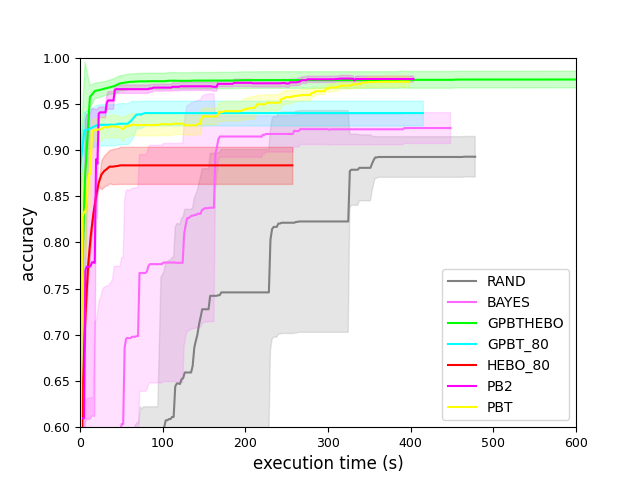 1.00
0.95
0.90
0.85
0.80
0.75
0.70
0.65
0.60
accuracy
0
100
200
300
400
500
600
execution time (s)
RAND
BAYES
GPBTHEBO
GPBT_80
HEBO_80
PB2
PBT